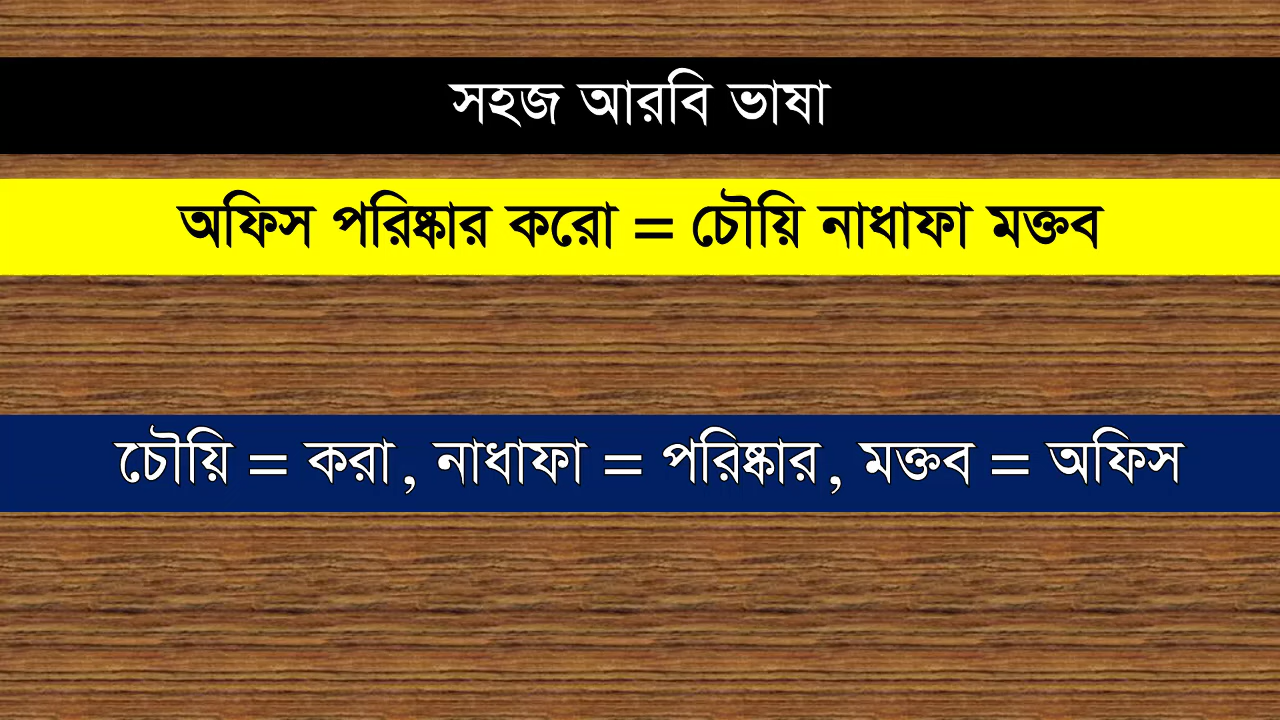 সহজ আরবি ভাষা
অফিস পরিষ্কার করো = চৌয়ি নাধাফা মক্তব
চৌয়ি = করা, নাধাফা = পরিষ্কার, মক্তব = অফিস